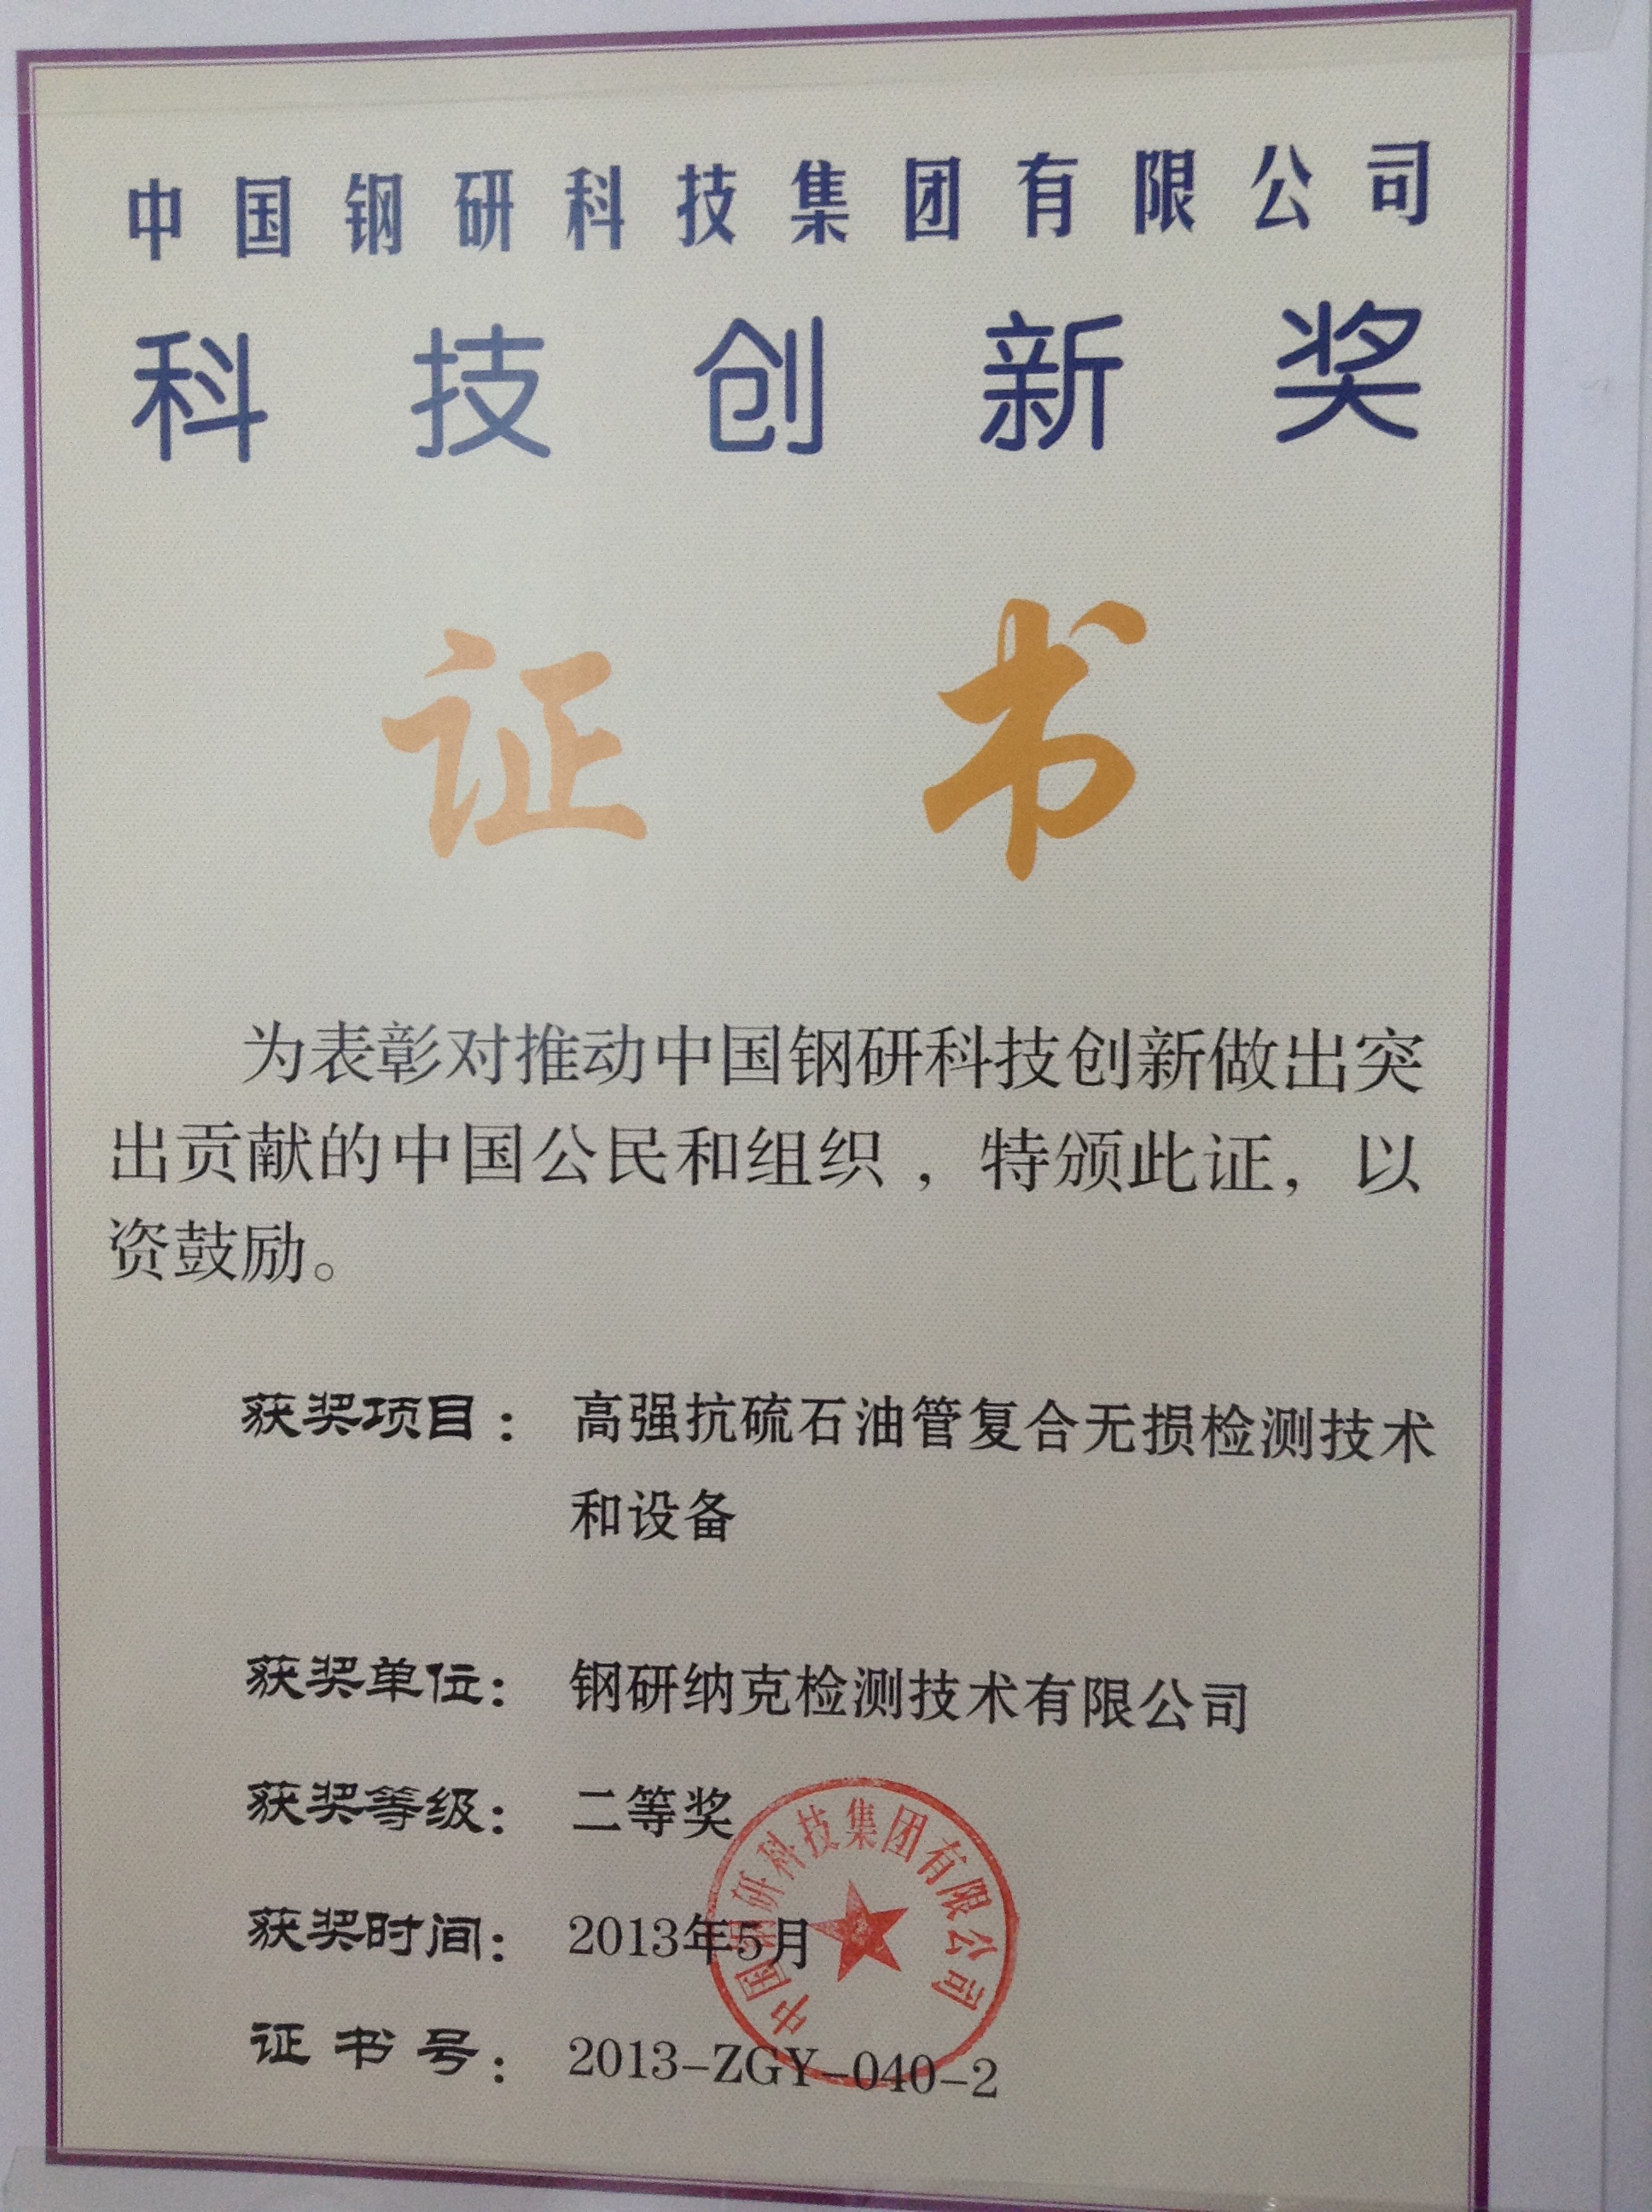 中国钢研科技集团有限公司
科技创新奖
证书
为表彰对推动中国钢研科技创新做出突
出贡献的中国公民和组织，特颁此证，以
资鼓励。
获奖项目：高强抗硫石油管复合无损检测技术
和设备
获奖单位：钢研纳克检测技术有限公司
获奖等级：二等奖
获奖时间：2013年5月
证书号：2013-ZGY-040-2
中国钢研科技集团有限公司